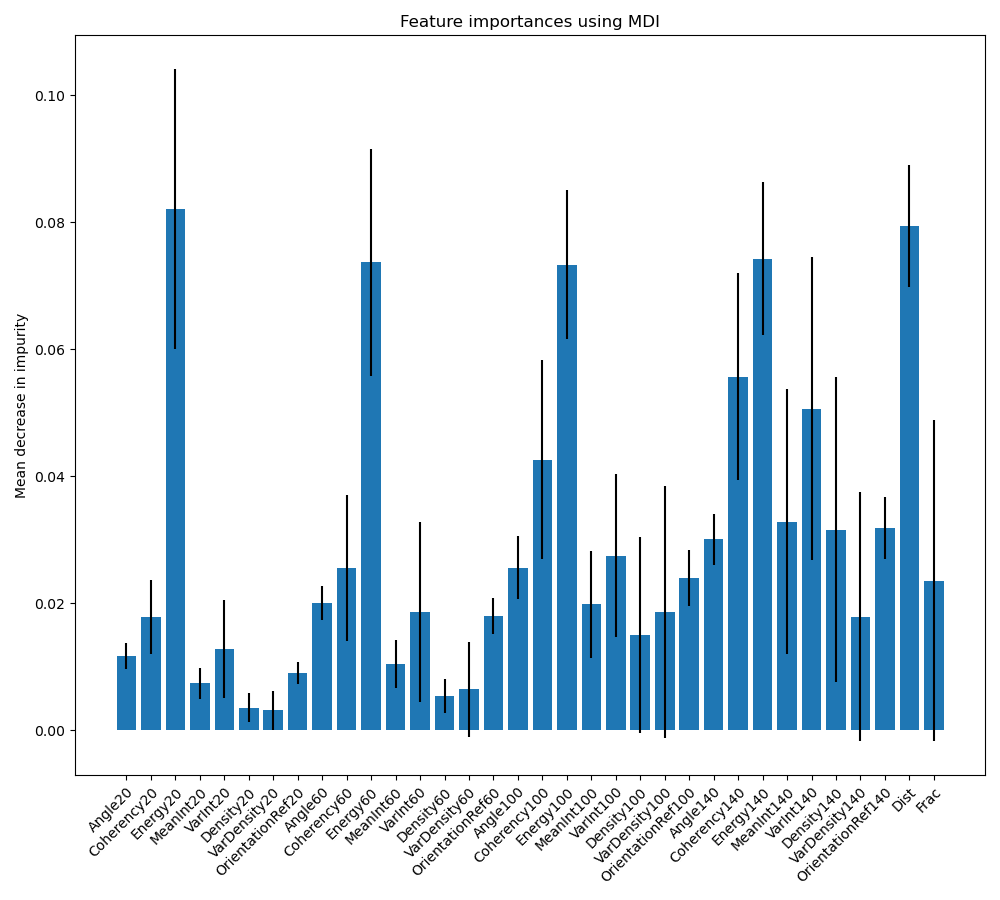 Feature importances using MDI
Mean decrease in impurity
0.10
0.08
0.06
0.04
0.02
0.00
Angle20
Coherency20
Energy20
MeanInt20
VarInt20
Density20
VarDensity20
OrientationRef20
Angle60
Coherency60
Energy60
MeanInt60
VarInt60
Density60
VarDensity60
OrientationRef60
Angle100
Coherency100
Energy100
MeanInt100
VarInt100
Density100
VarDensity100
OrientationRef100
Angle140
Coherency140
Energy140
MeanInt140
VarInt140
Density140
VarDensity140
OrientationRef140
Dist
Frac